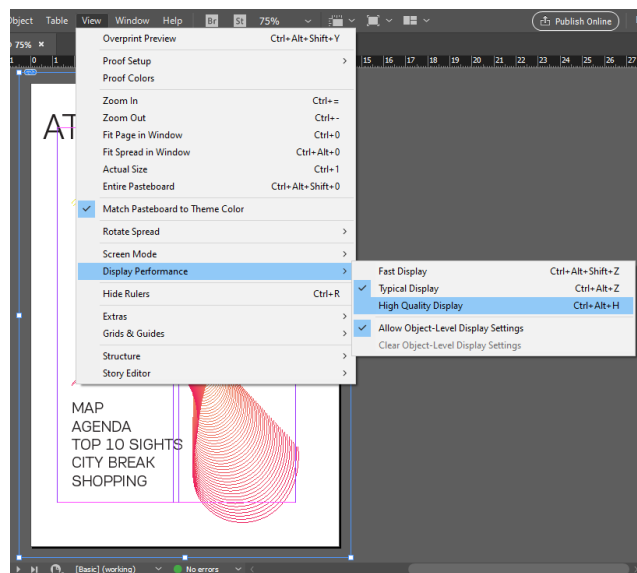 Object Table View Window Help Br St 75% Publish Online
75% ×
1 0 1 15 16 17 18 19 20 21 22 23 24 25 26 27
Overprint Preview Ctrl+Alt+Shift+Y
Proof Setup
Proof Colors
Zoom In Ctrl+=
Zoom Out Ctrl+-
Fit Page in Window Ctrl+0
Fit Spread in Window Ctrl+Alt+0
Actual Size Ctrl+1
Entire Pasteboard Ctrl+Alt+Shift+0
Match Pasteboard to Theme Color
Rotate Spread
Screen Mode
Display Performance
Hide Rulers Ctrl+R
Extras
Grids & Guides
Structure
Story Editor
Fast Display Ctrl+Alt+Shift+Z
Typical Display Ctrl+Alt+Z
High Quality Display Ctrl+Alt+H
Allow Object-Level Display Settings
Clear Object-Level Display Settings
AT
MAP
AGENDA
TOP 10 SIGHTS
CITY BREAK
SHOPPING
[Basic] (working) No errors